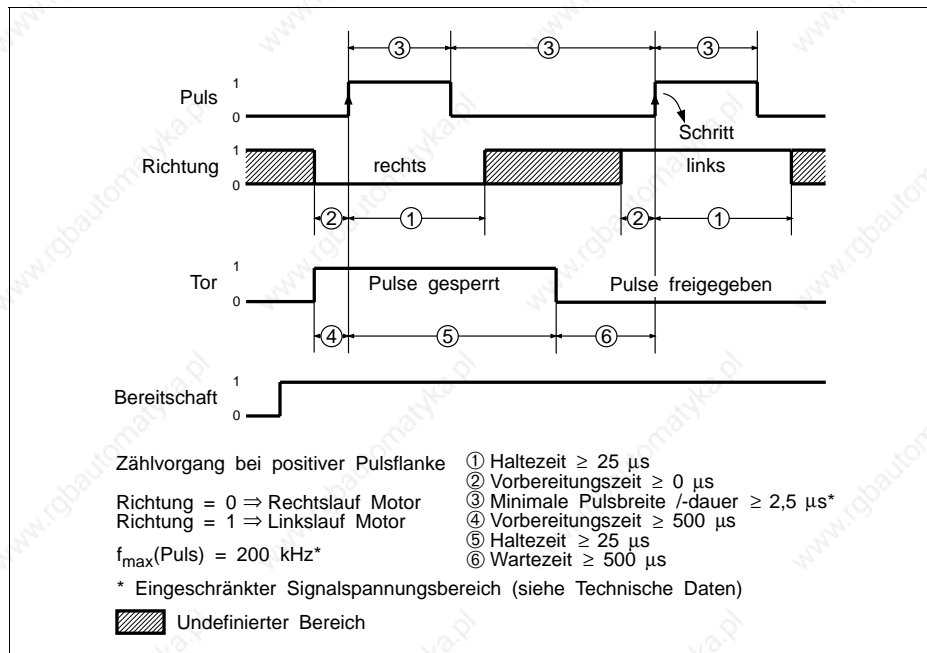 ③ ③ ③
Puls 1
0
Schritt
Richtung 1 rechts links
0
② ① ② ①
Tor 1 Pulse gesperrt Pulse freigegeben
0
④ ⑤ ⑥
Bereitschaft 1
0
Zählvorgang bei positiver Pulsflanke
Richtung = 0 ⇒ Rechtslauf Motor
Richtung = 1 ⇒ Linkslauf Motor
fmax(Puls) = 200 kHz*
① Haltezeit ≥ 25 μs
② Vorbereitungszeit ≥ 0 μs
③ Minimale Pulsbreite /-dauer ≥ 2,5 μs*
④ Vorbereitungszeit ≥ 500 μs
⑤ Haltezeit ≥ 25 μs
⑥ Wartezeit ≥ 500 μs
* Eingeschränkter Signalspannungsbereich (siehe Technische Daten)
Undefinierter Bereich
www.rgbautomatyka.pl